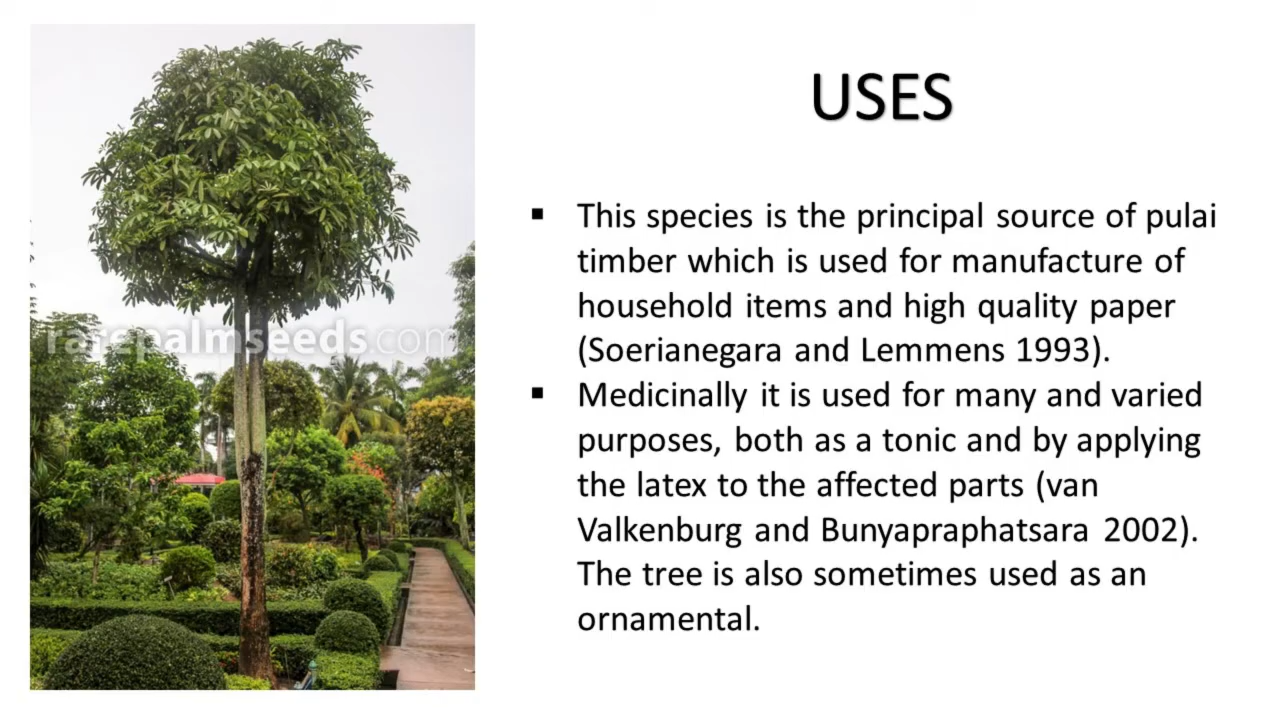 USES
▪ This species is the principal source of pulai
timber which is used for manufacture of
household items and high quality paper
(Soerianegara and Lemmens 1993).
▪ Medicinally it is used for many and varied
purposes, both as a tonic and by applying
the latex to the affected parts (van
Valkenburg and Bunyapraphatsara 2002).
The tree is also sometimes used as an
ornamental.
rarepalmseeds.com